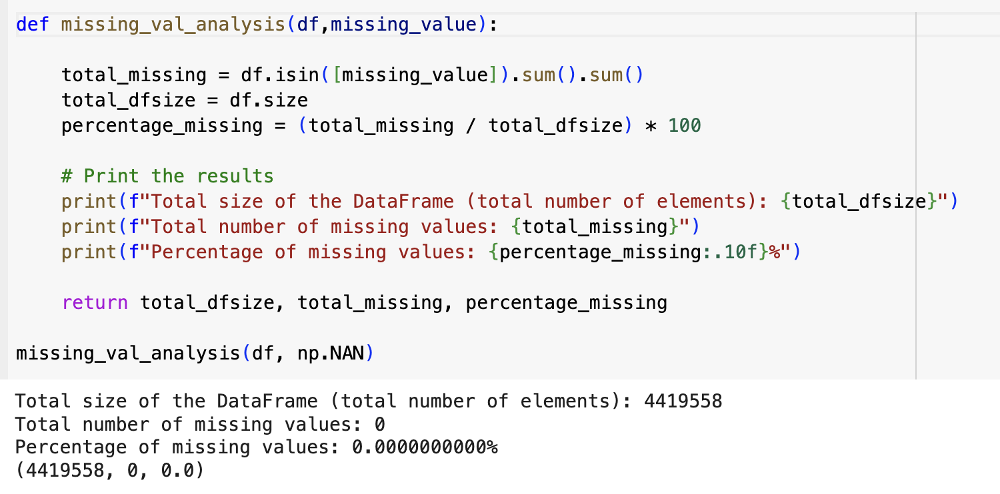 def missing_val_analysis(df,missing_value):
total_missing = df.isin([missing_value]).sum().sum()
total_dfsize = df.size
percentage_missing = (total_missing / total_dfsize) * 100
# Print the results
print(f"Total size of the DataFrame (total number of elements): {total_dfsize}")
print(f"Total number of missing values: {total_missing}")
print(f"Percentage of missing values: {percentage_missing:.10f}%")
return total_dfsize, total_missing, percentage_missing
missing_val_analysis(df, np.NAN)
Total size of the DataFrame (total number of elements): 4419558
Total number of missing values: 0
Percentage of missing values: 0.0000000000%
(4419558, 0, 0.0)